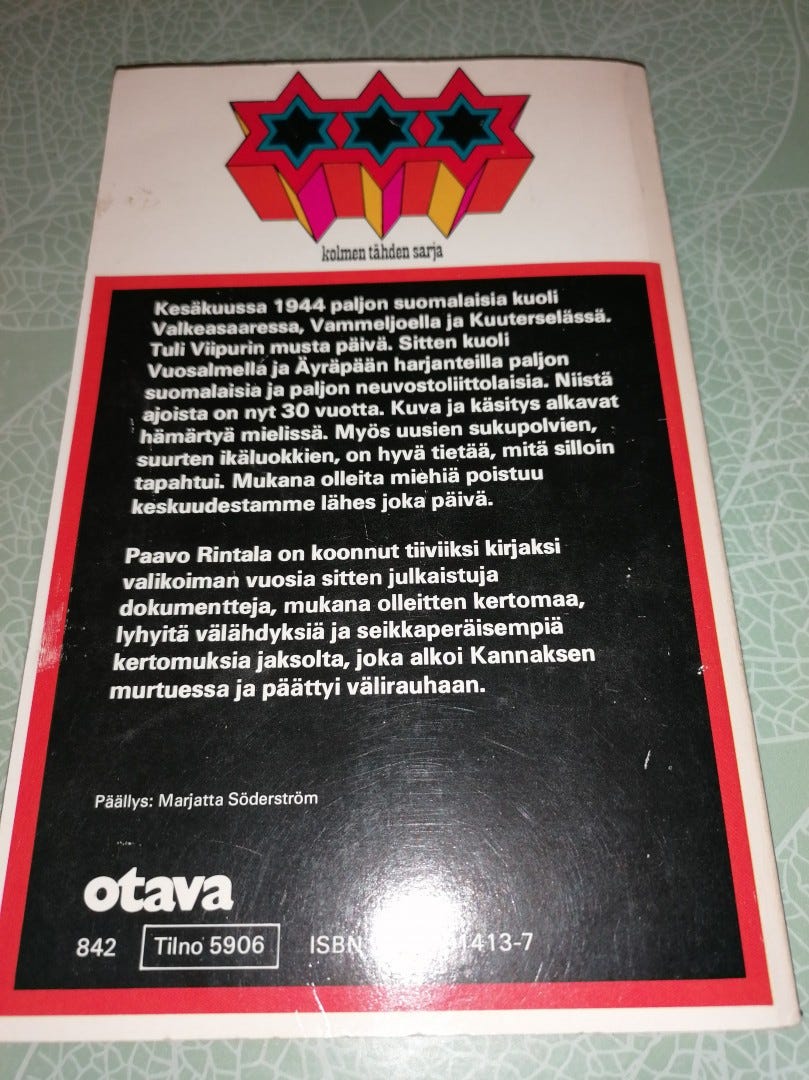 kolmen tähden sarja
Kesäkuussa 1944 paljon suomalaisia kuoli
Valkeasaaressa, Vammeljoella ja Kuuterselässä.
Tuli Viipurin musta päivä. Sitten kuoli
Vuosalmella ja Äyräpään harjanteilla paljon
suomalaisia ja paljon neuvostoliittolaisia. Niistä
ajoista on nyt 30 vuotta. Kuva ja käsitys alkavat
hämärtyä mielissä. Myös uusien sukupolvien,
suurten ikäluokkien, on hyvä tietää, mitä silloin
tapahtui. Mukana olleita miehiä poistuu
keskuudestamme lähes joka päivä.
Paavo Rintala on koonnut tiiviiksi kirjaksi
valikoiman vuosia sitten julkaistuja
dokumentteja, mukana olleitten kertomaa,
lyhyitä välähdyksiä ja seikkaperäisempiä
kertomuksia jaksolta, joka alkoi Kannaksen
murtuessa ja päättyi välirauhaan.
Päällys: Marjatta Söderström
otava
842 Tilno 5906 ISBN 1413-7